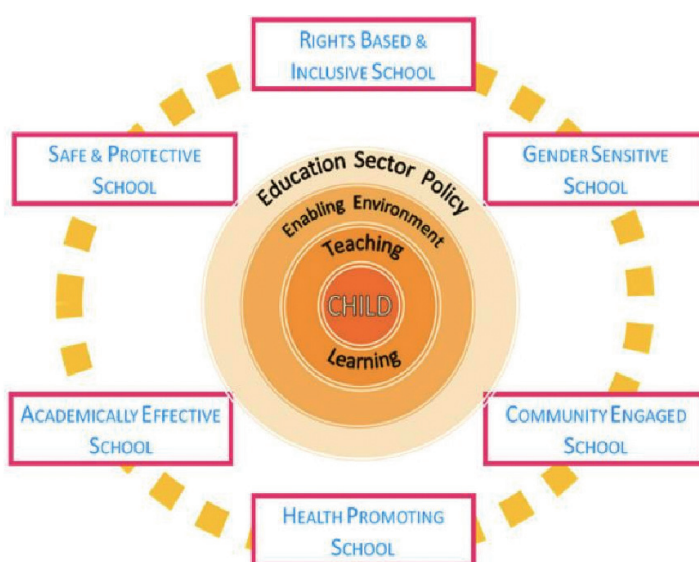 RIGHTS BASED &
INCLUSIVE SCHOOL
SAFE & PROTECTIVE
SCHOOL
GENDER SENSITIVE
SCHOOL
Education Sector Policy
Enabling Environment
Teaching
CHILD
Learning
ACADEMICALLY EFFECTIVE
SCHOOL
COMMUNITY ENGAGED
SCHOOL
HEALTH PROMOTING
SCHOOL